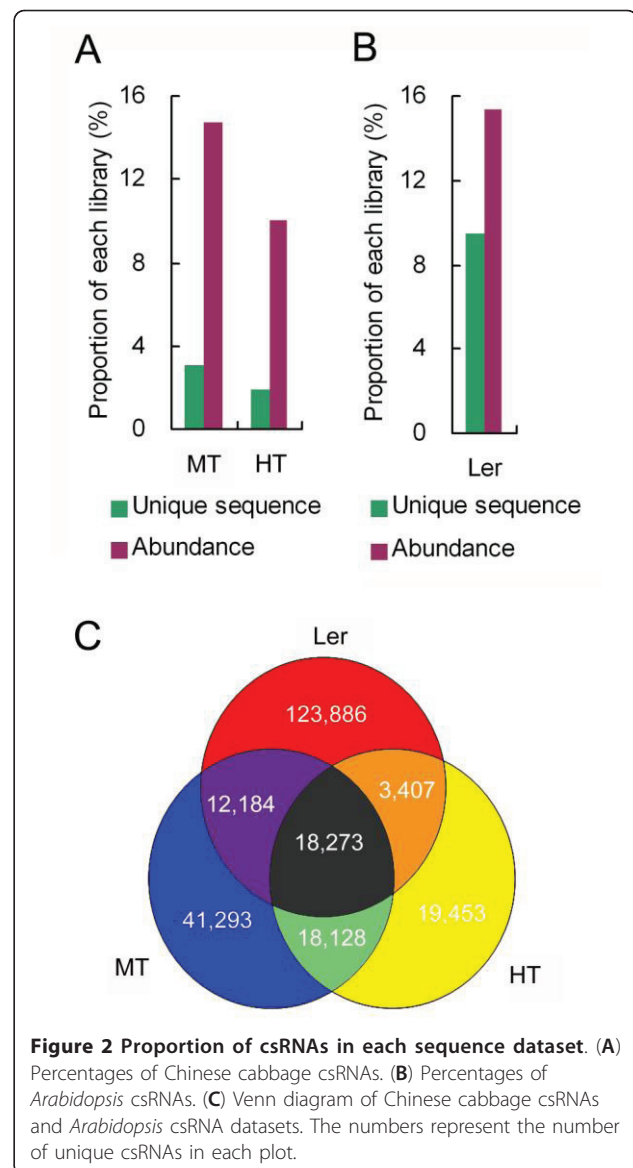 A
B
Proportion of each library (%)
16
12
8
4
0
MT HT
Unique sequence
Abundance
Proportion of each library (%)
16
12
8
4
0
Ler
Unique sequence
Abundance
C
Ler
123,886
12,184
3,407
18,273
41,293
18,128
19,453
MT
HT
Figure 2 Proportion of csRNAs in each sequence dataset. (A)
Percentages of Chinese cabbage csRNAs. (B) Percentages of
Arabidopsis csRNAs. (C) Venn diagram of Chinese cabbage csRNAs
and Arabidopsis csRNA datasets. The numbers represent the number
of unique csRNAs in each plot.